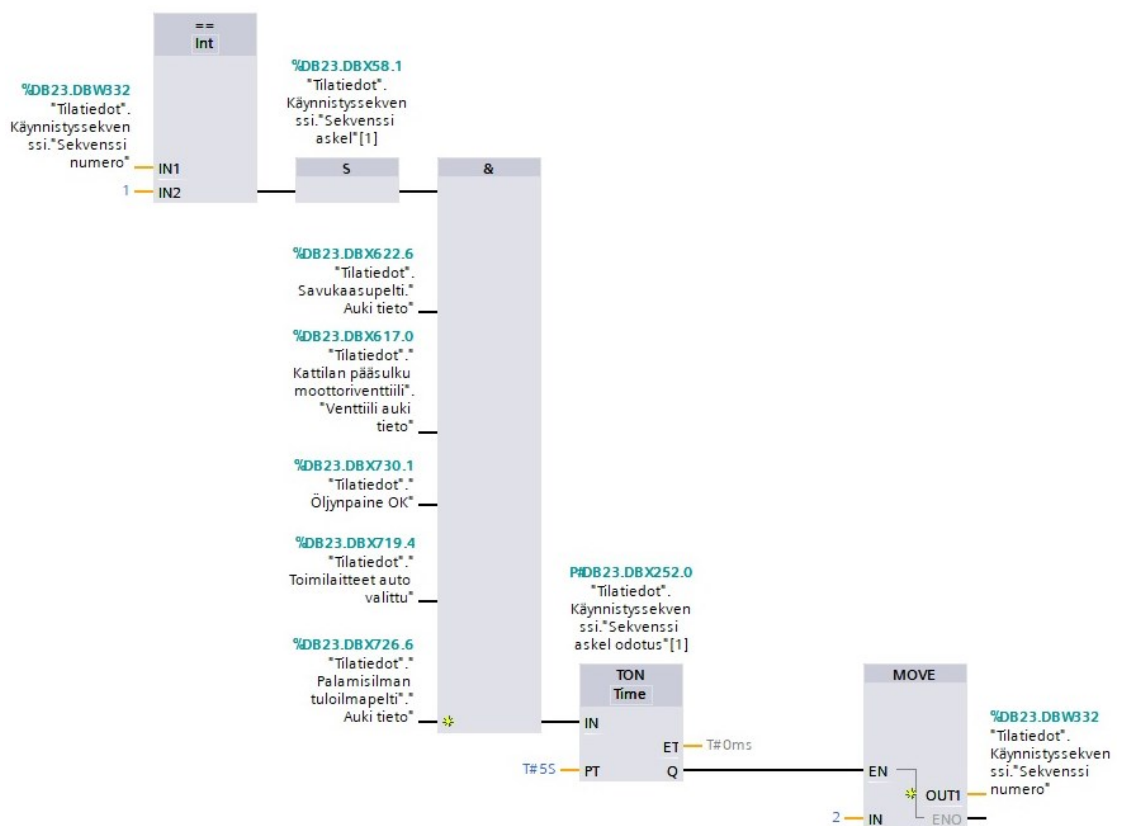 ==
Int
%DB23.DBW332
"Tilatiedot".
Käynnistyssekven
ssi."Sekvenssi
numero"
IN1
1
IN2
%DB23.DBX58.1
"Tilatiedot".
Käynnistyssekven
ssi."Sekvenssi
askel"[1]
S
&
%DB23.DBX622.6
"Tilatiedot".
Savukaasupelti."
Auki tieto"
%DB23.DBX617.0
"Tilatiedot"."
Kattilan pääsulku
moottoriventtiili".
"Venttiili auki
tieto"
%DB23.DBX730.1
"Tilatiedot"."
Öljynpaine OK"
%DB23.DBX719.4
"Tilatiedot"."
Toimilaitteet auto
valittu"
%DB23.DBX726.6
"Tilatiedot"."
Palamisilman
tuloilmapelti"."
Auki tieto"
P#DB23.DBX252.0
"Tilatiedot".
Käynnistyssekven
ssi."Sekvenssi
askel odotus"[1]
TON
Time
IN
ET
T#0ms
T#5S
PT
Q
MOVE
EN
%DB23.DBW332
"Tilatiedot".
Käynnistyssekven
ssi."Sekvenssi
numero"
OUT1
2
IN
ENO